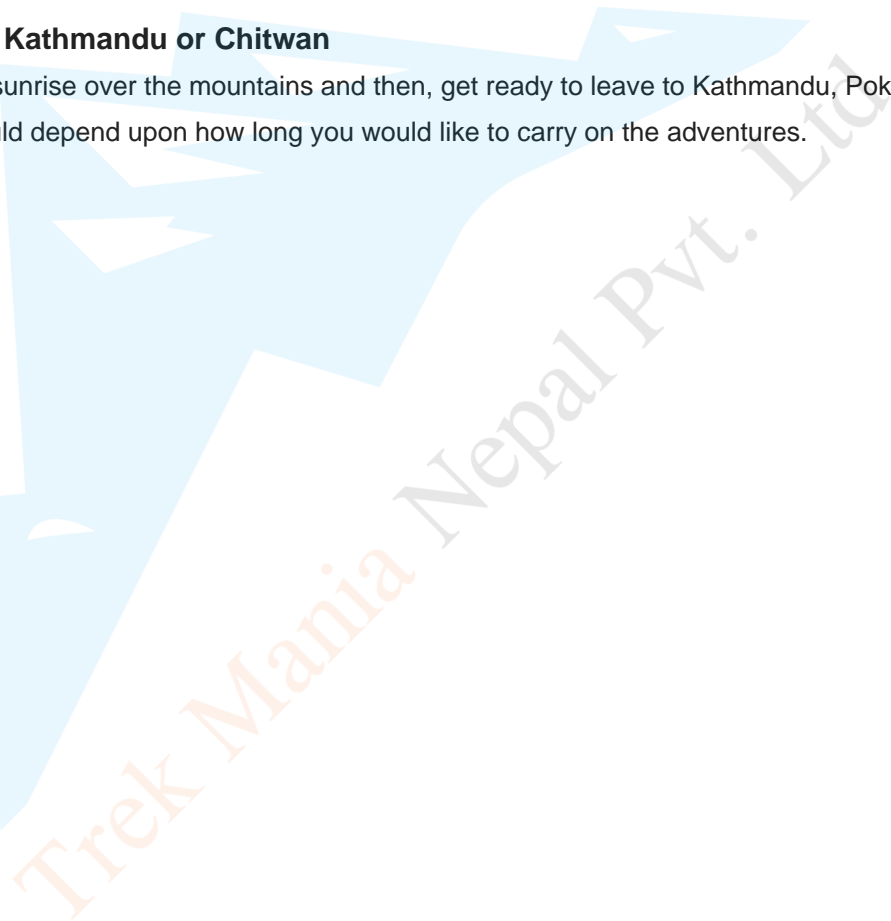 Kathmandu or Chitwan
sunrise over the mountains and then, get ready to leave to Kathmandu, Pok
ld depend upon how long you would like to carry on the adventures.
Trek Mania Nepal Pvt. Ltd